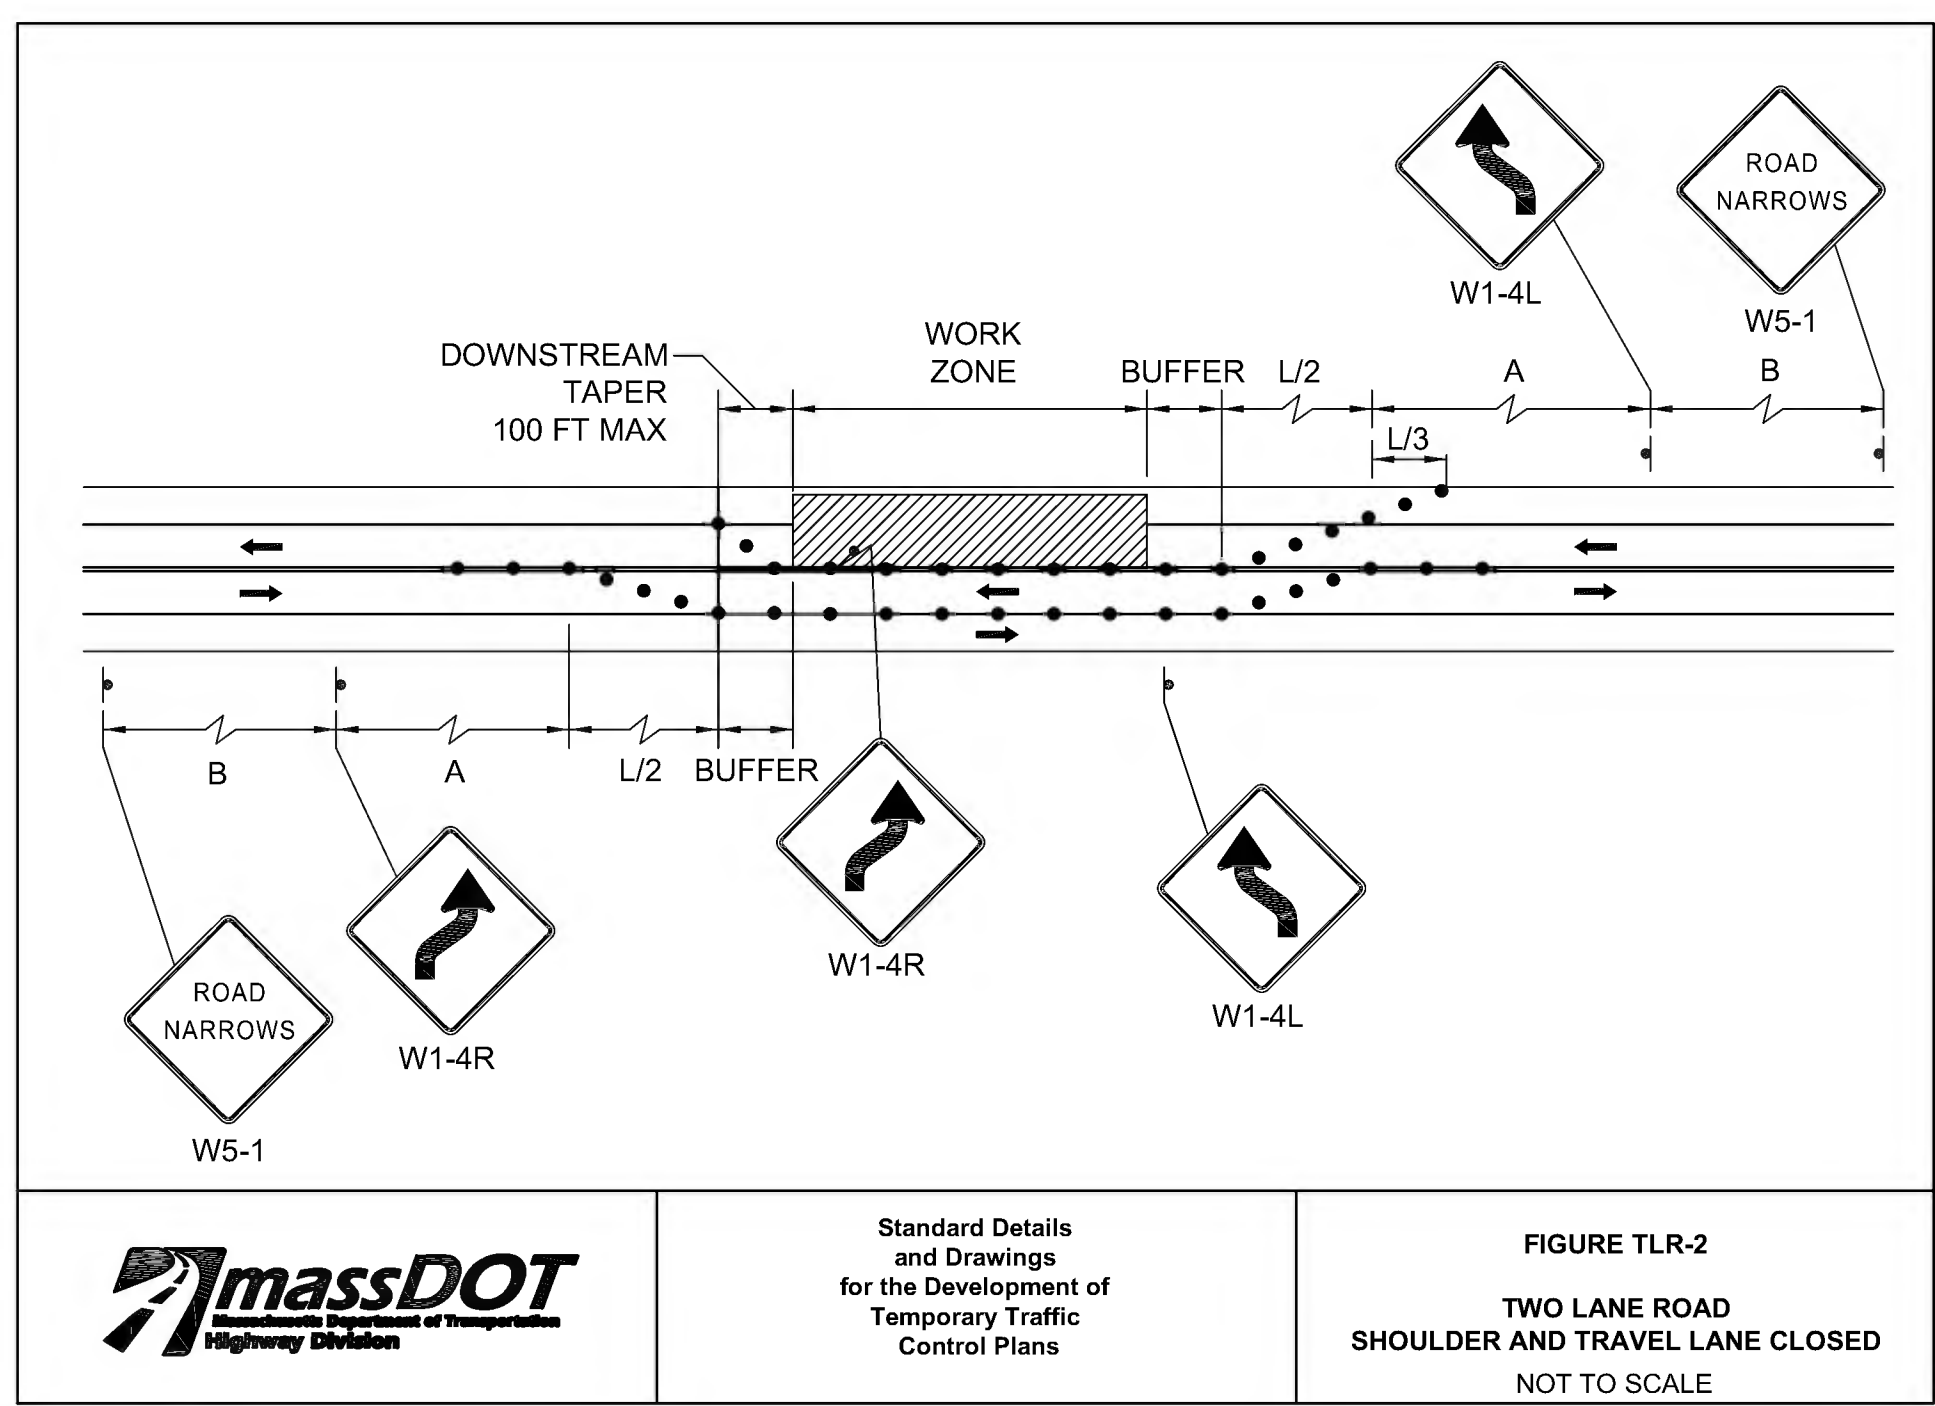 ROAD
NARROWS
W1-4L
W5-1
DOWNSTREAM
TAPER
100 FT MAX
WORK
ZONE
BUFFER
L/2
A
B
L/3
B
A
L/2
BUFFER
W1-4R
W1-4L
ROAD
NARROWS
W1-4R
W5-1
massDOT
Massachusetts Department of Transportation
Highway Division
Standard Details
and Drawings
for the Development of
Temporary Traffic
Control Plans
FIGURE TLR-2
TWO LANE ROAD
SHOULDER AND TRAVEL LANE CLOSED
NOT TO SCALE